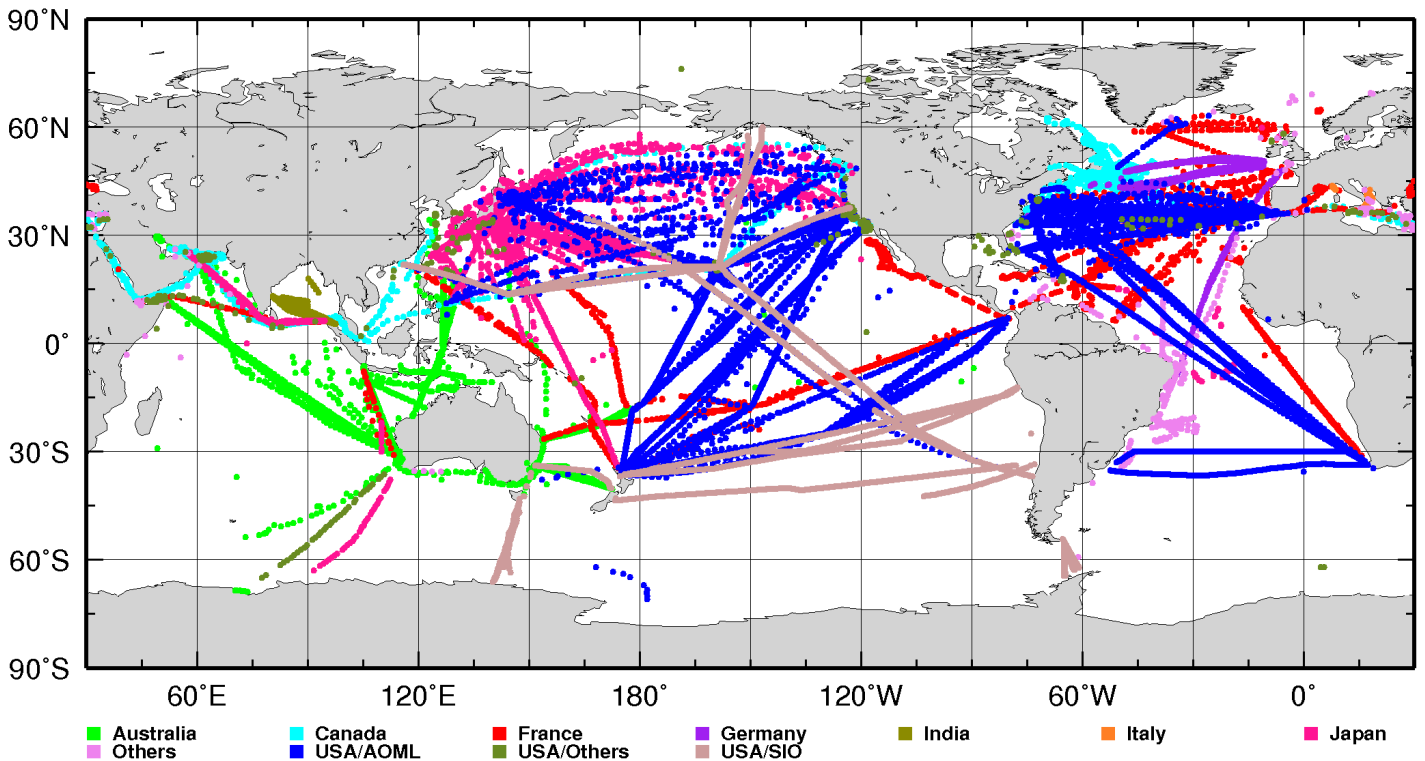 90˚N
60˚N
30˚N
0˚
30˚S
60˚S
90˚S
60˚E 120˚E 180˚ 120˚W 60˚W 0˚
Australia Canada France Germany India Italy Japan
Others USA/AOML USA/Others USA/SIO